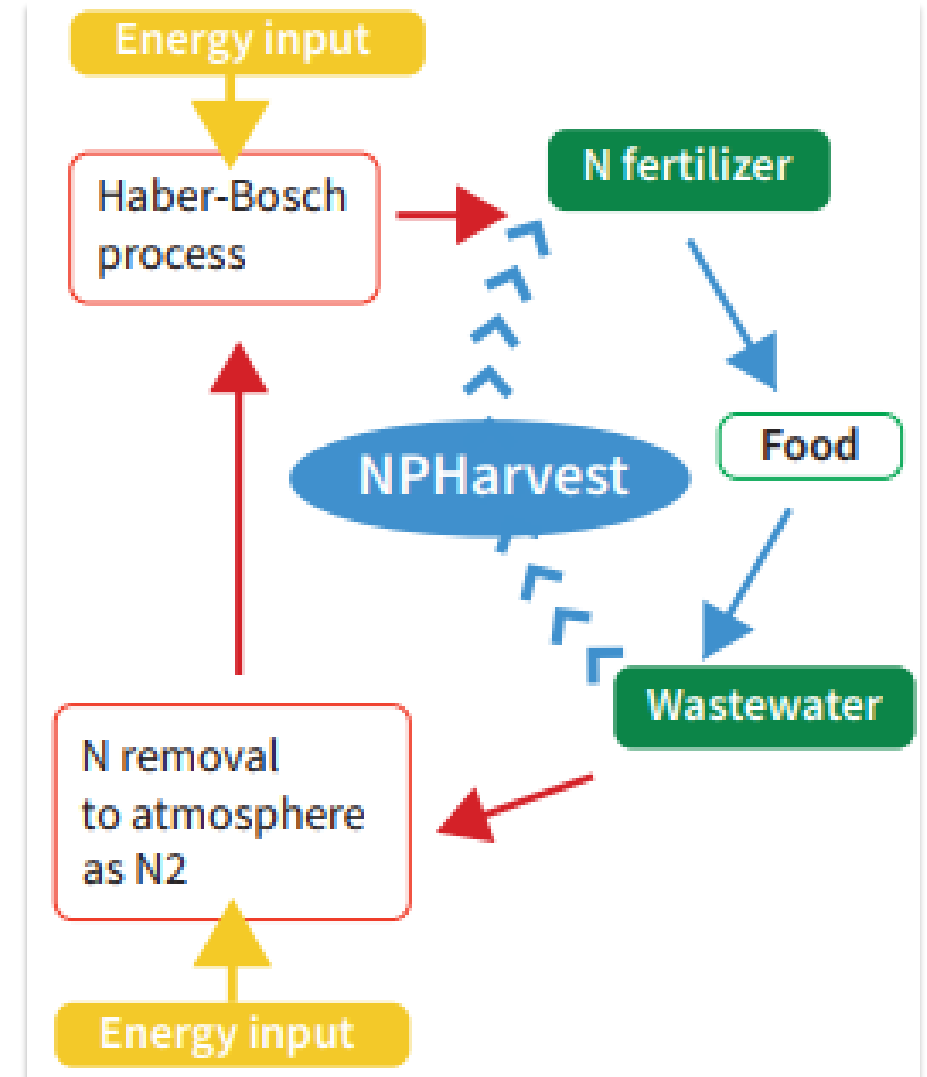 Energy input
Haber-Bosch
process
N fertilizer
Food
NPHarvest
Wastewater
N removal
to atmosphere
as N2
Energy input